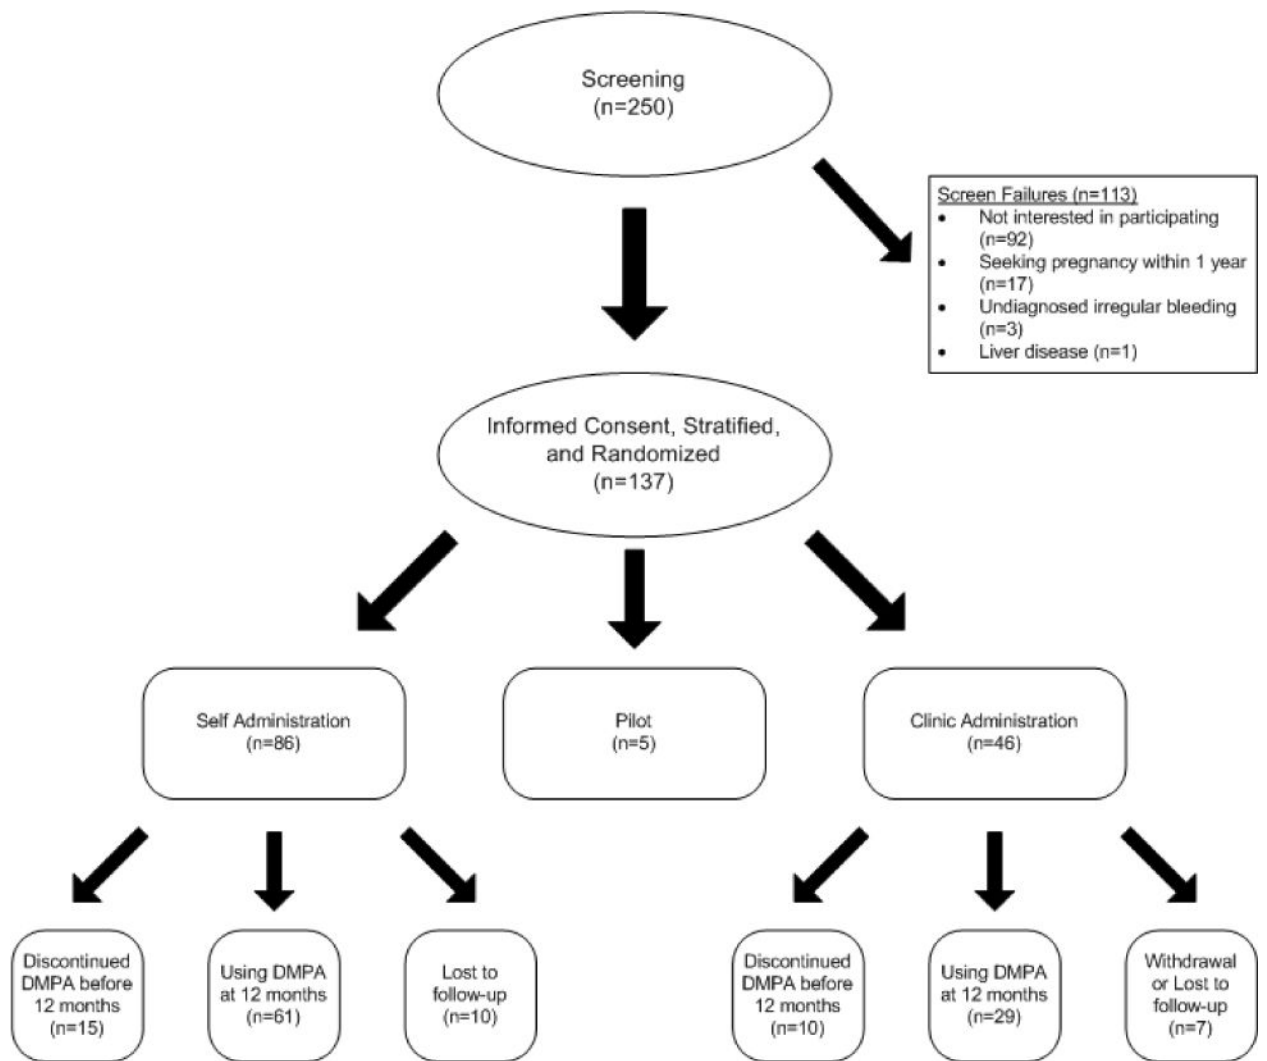 Screening
(n=250)
Screen Failures (n=113)
• Not interested in participating
(n=92)
• Seeking pregnancy within 1 year
(n=17)
• Undiagnosed irregular bleeding
(n=3)
• Liver disease (n=1)
Informed Consent, Stratified,
and Randomized
(n=137)
Self Administration
(n=86)
Pilot
(n=5)
Clinic Administration
(n=46)
Discontinued
DMPA before
12 months
(n=15)
Using DMPA
at 12 months
(n=61)
Lost to
follow-up
(n=10)
Discontinued
DMPA before
12 months
(n=10)
Using DMPA
at 12 months
(n=29)
Withdrawal
or Lost to
follow-up
(n=7)